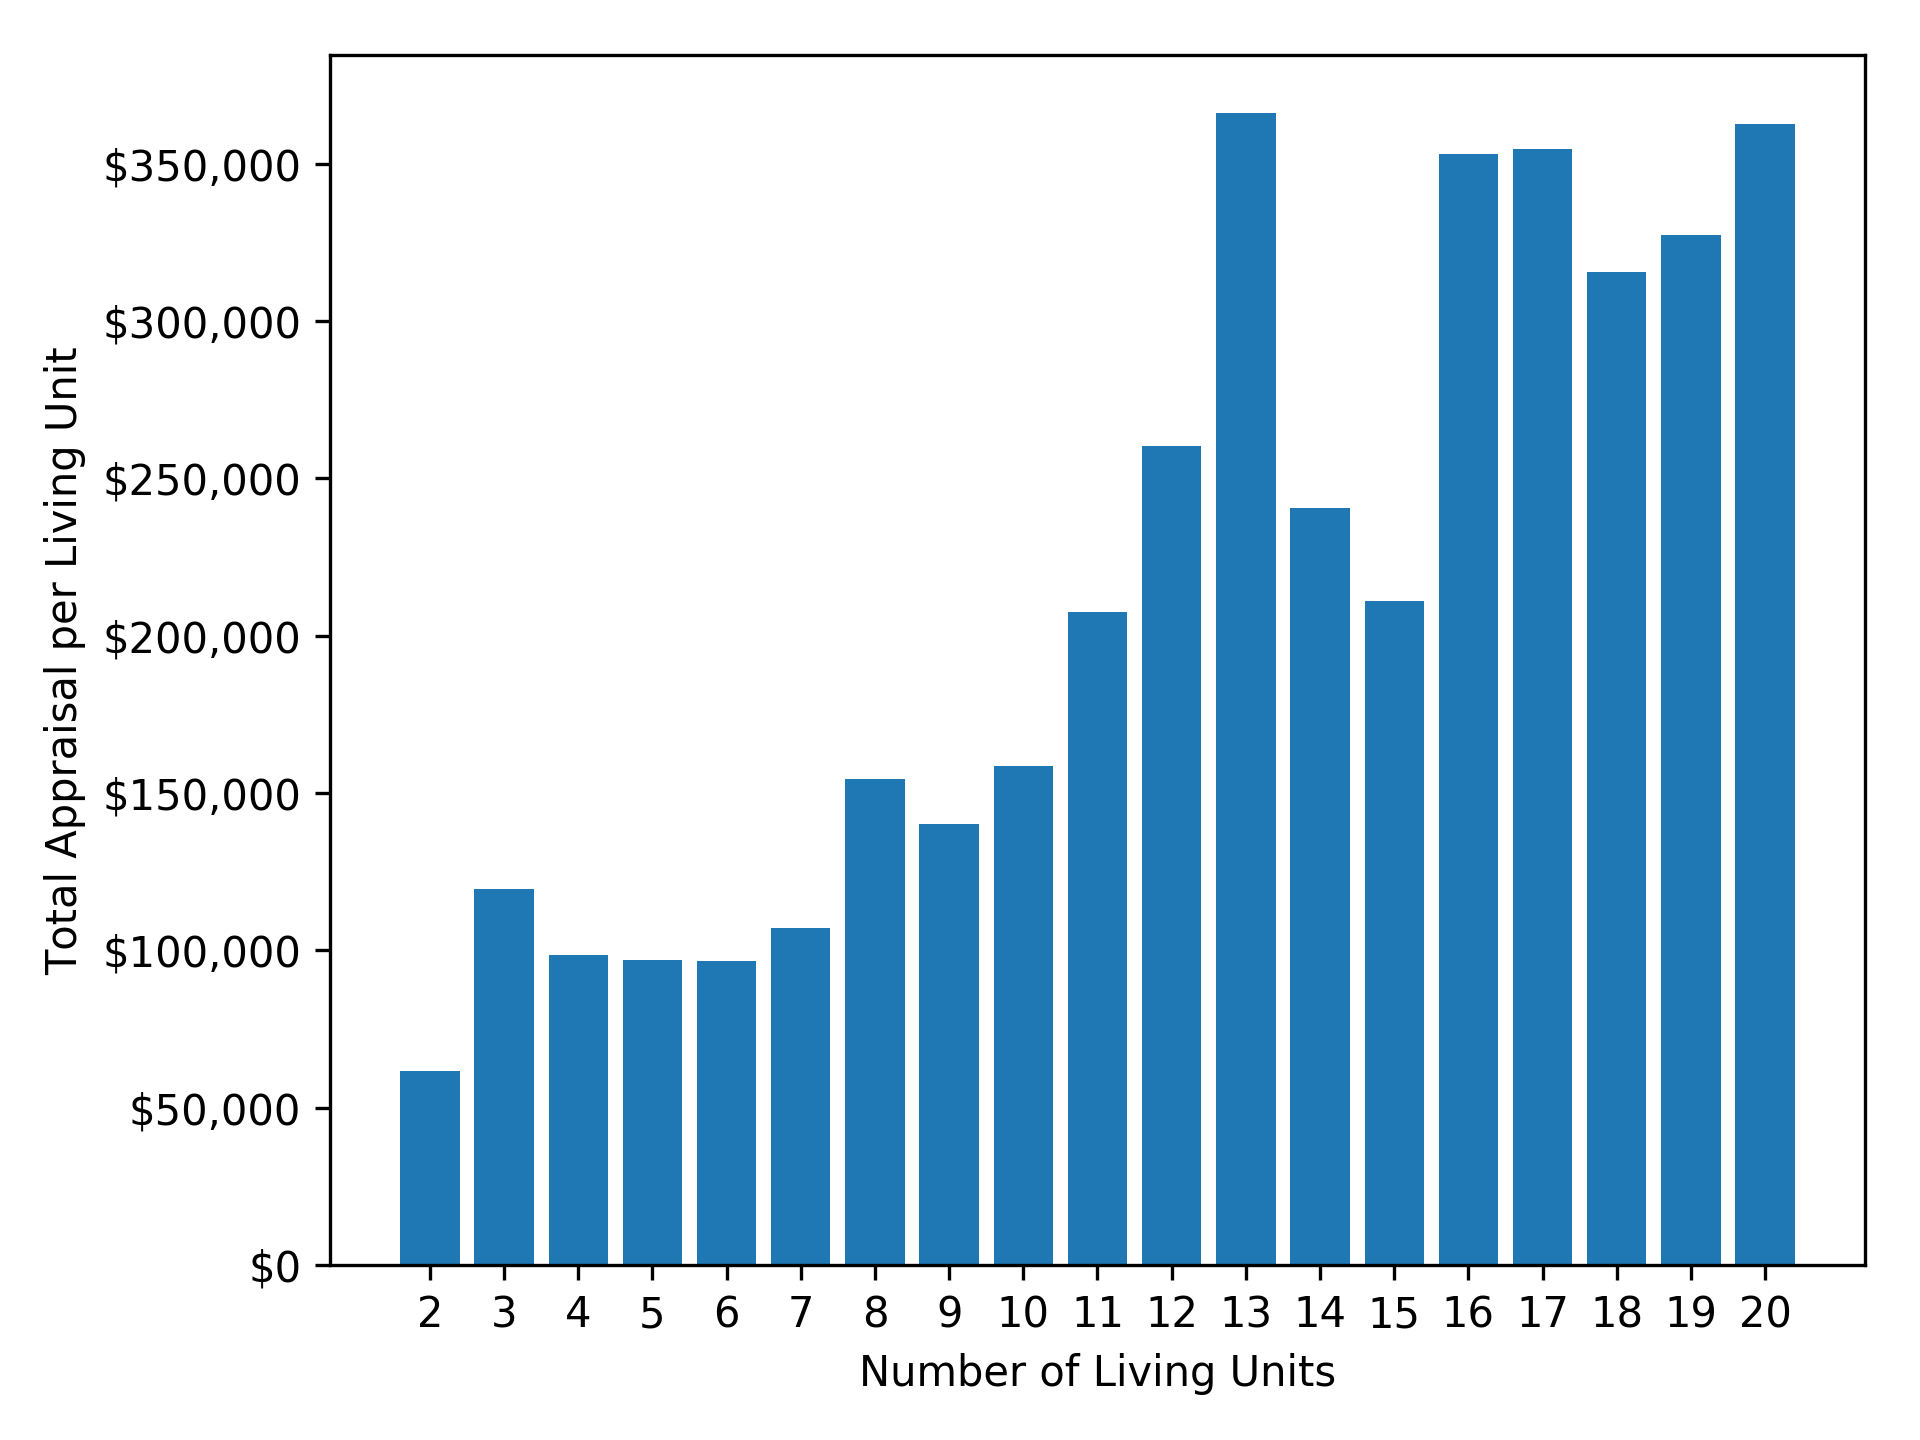 $350,000
$300,000
$250,000
$200,000
$150,000
$100,000
$50,000
$0
Total Appraisal per Living Unit
2 3 4 5 6 7 8 9 10 11 12 13 14 15 16 17 18 19 20
Number of Living Units